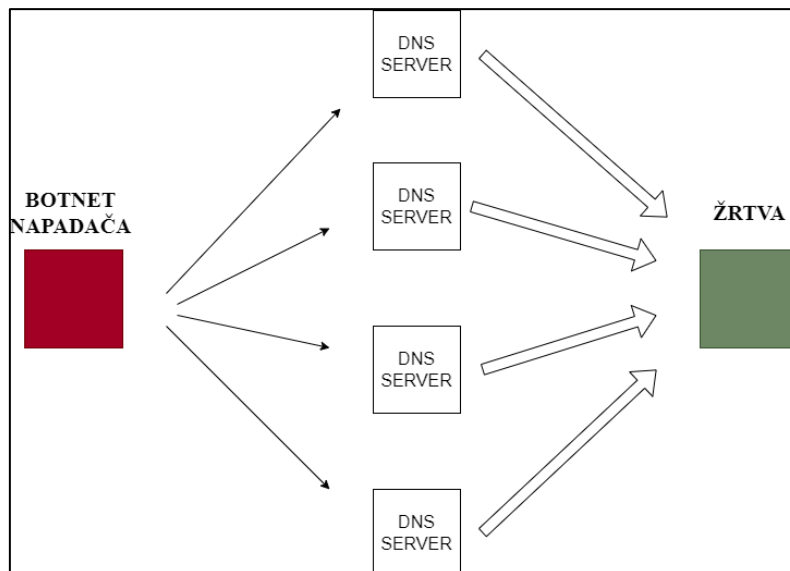 DNS
SERVER
BOTNET
NAPADAČA
DNS
SERVER
ŽRTVA
DNS
SERVER
DNS
SERVER